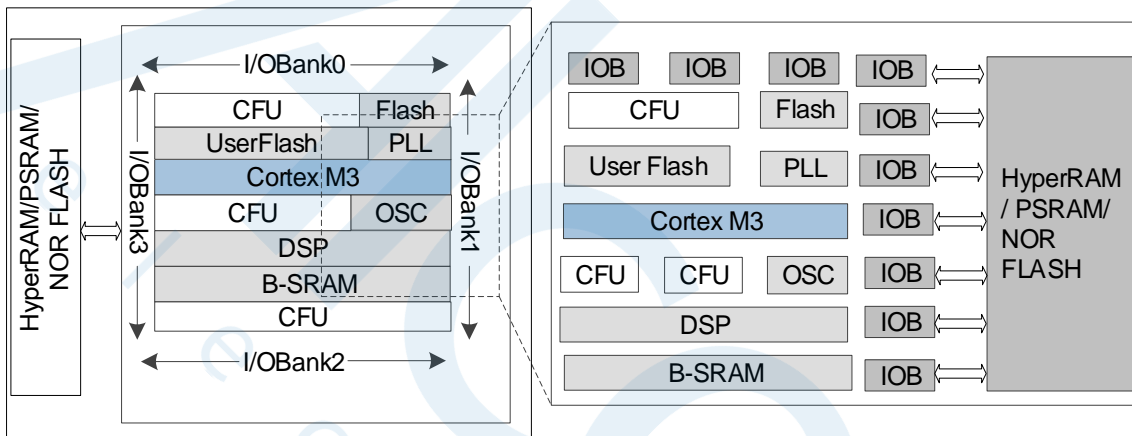 I/OBank0
HyperRAM/PSRAM/
NOR FLASH
I/OBank3
CFU
Flash
UserFlash
PLL
Cortex M3
CFU
OSC
DSP
B-SRAM
CFU
I/OBank1
I/OBank2
IOB
IOB
IOB
IOB
CFU
Flash
IOB
User Flash
PLL
IOB
Cortex M3
IOB
CFU
CFU
OSC
IOB
DSP
IOB
B-SRAM
IOB
HyperRAM
/ PSRAM/
NOR
FLASH